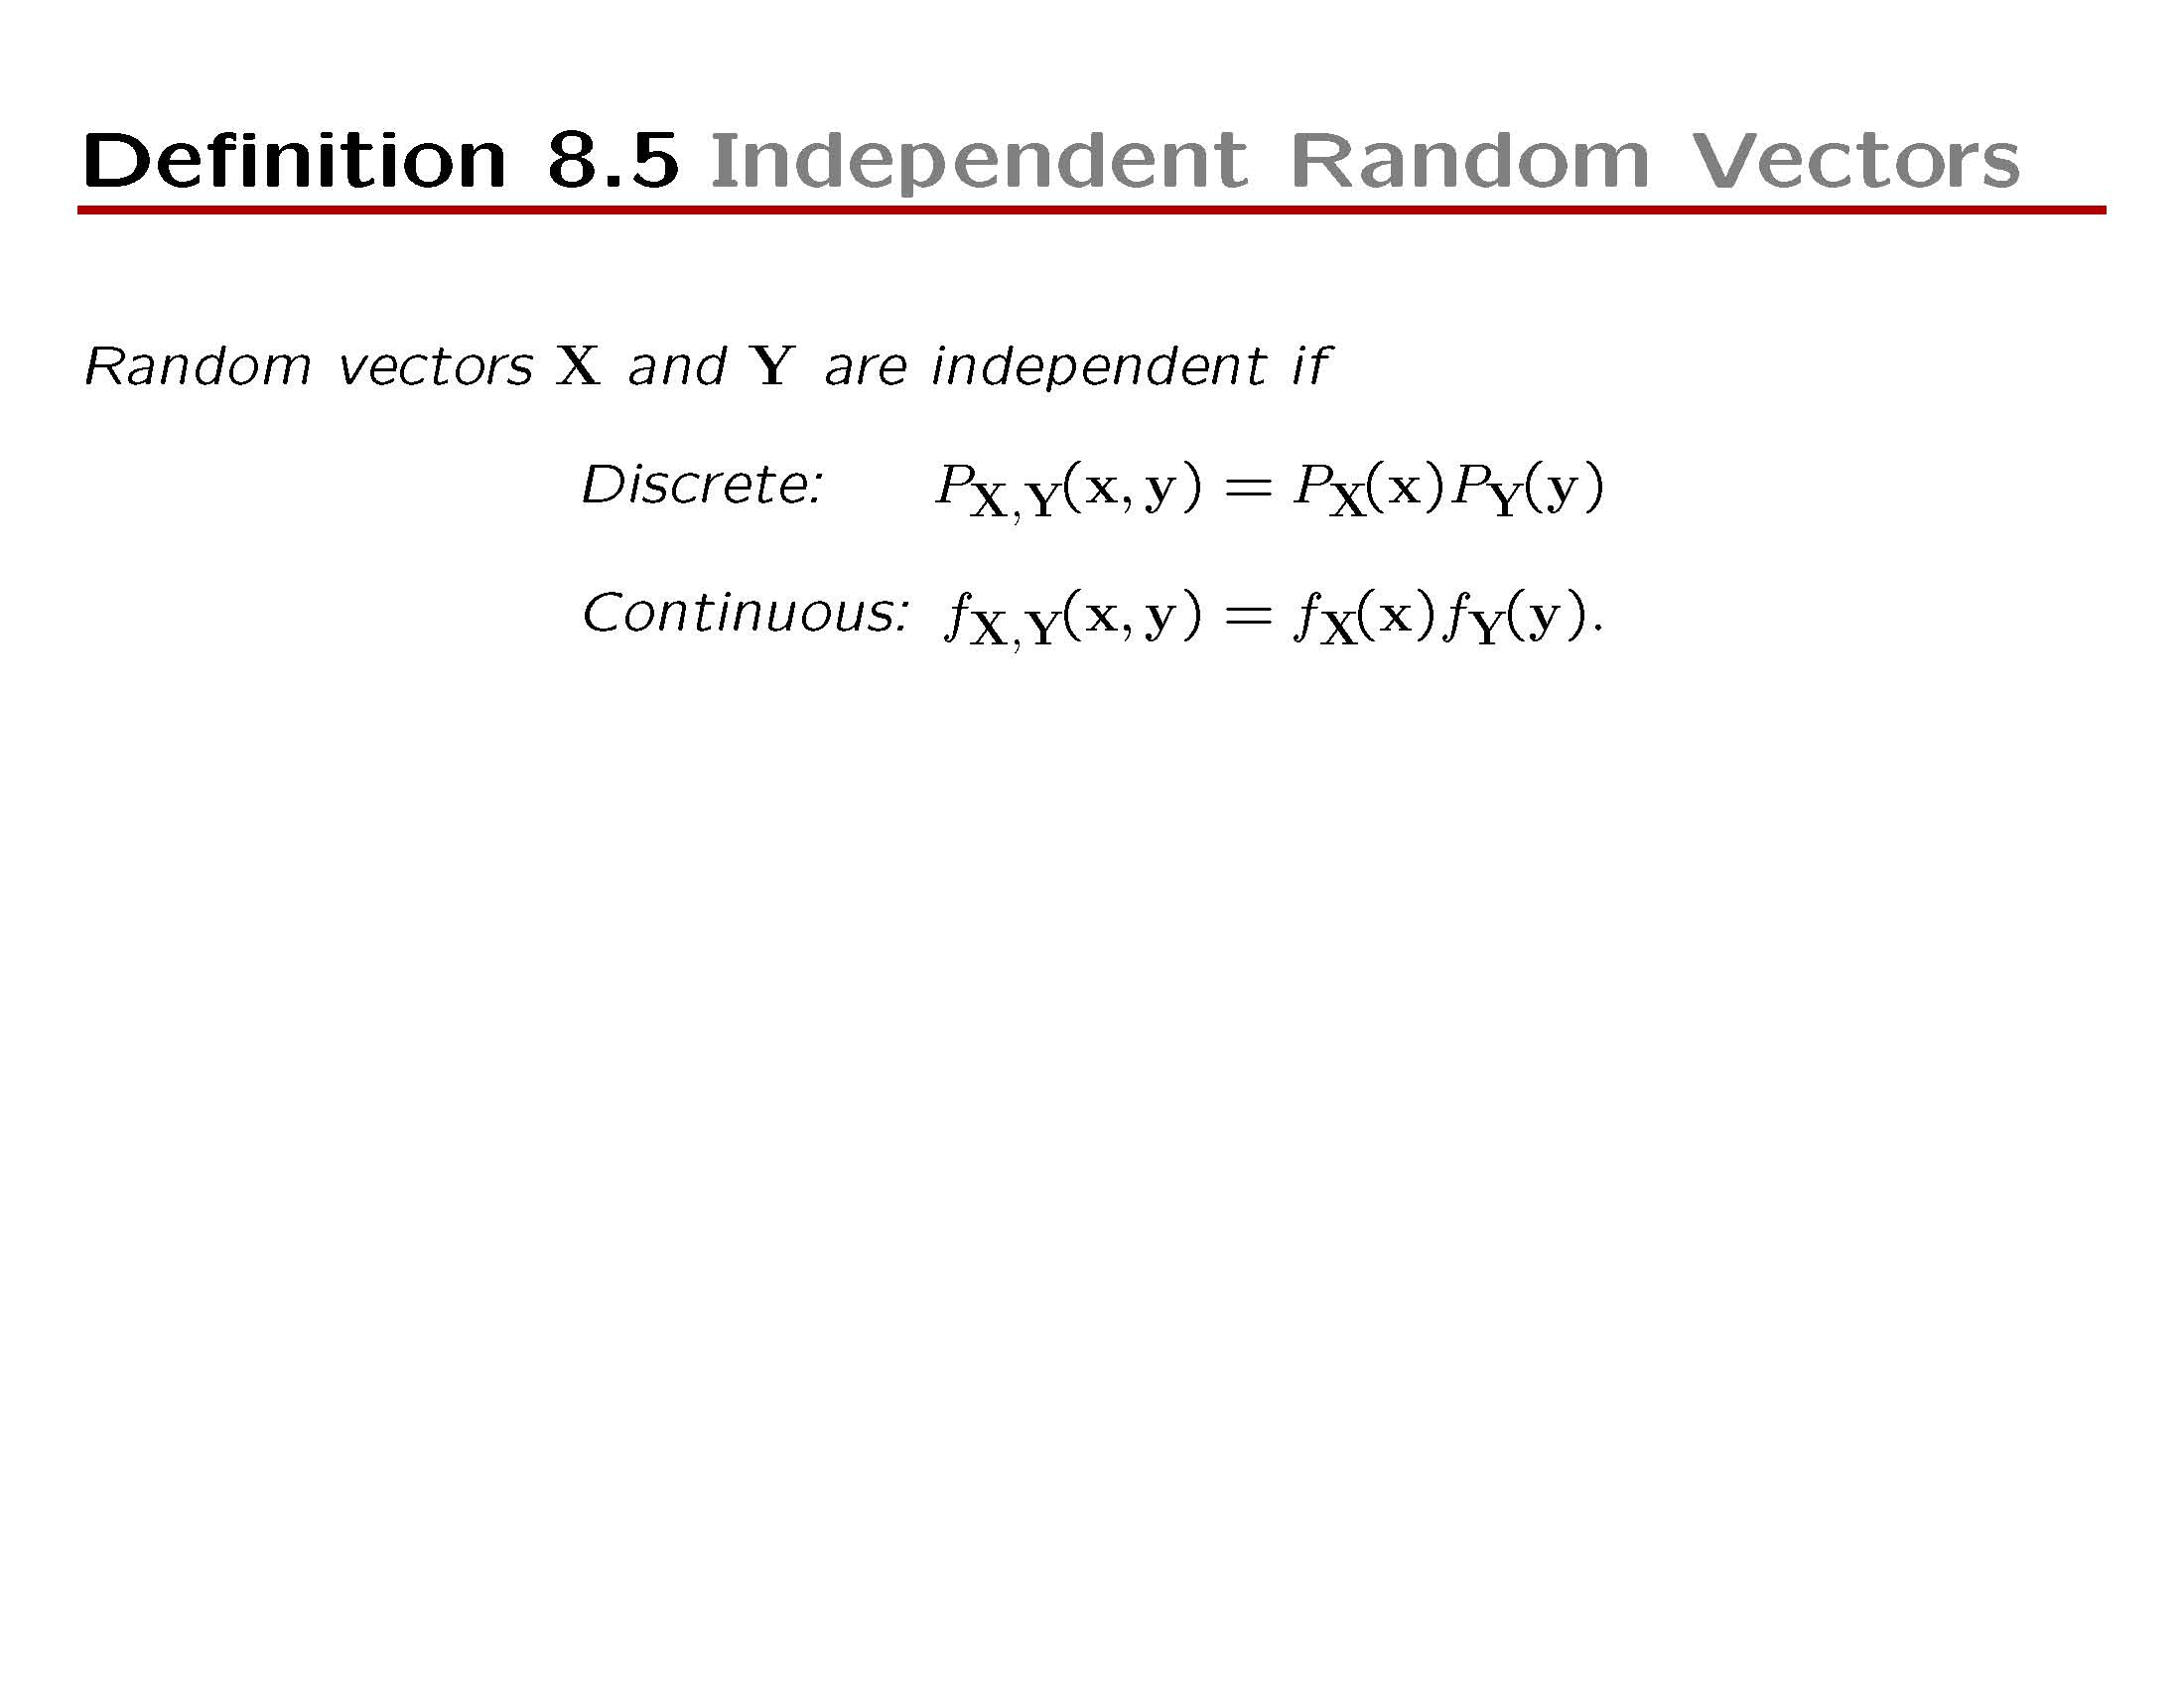 Definition 8.5 Independent Random Vectors
Random vectors X and Y are independent if
Discrete: P_{X,Y}(x, y) = P_X(x)P_Y(y)
Continuous: f_{X,Y}(x, y) = f_X(x)f_Y(y).